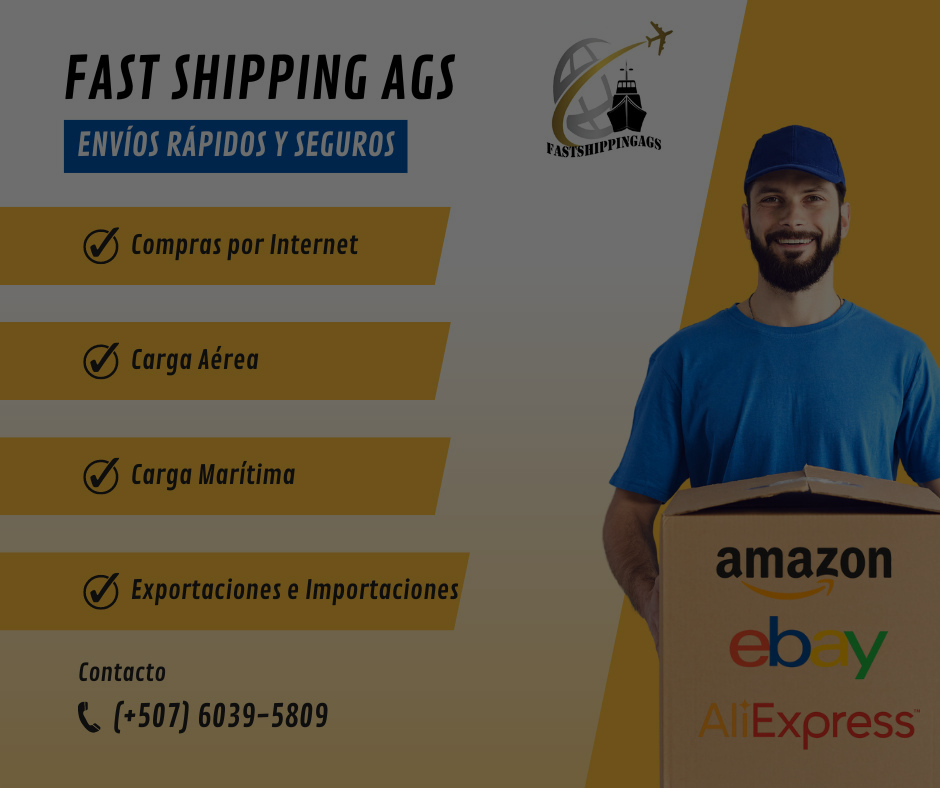 FAST SHIPPING AGS
ENVÍOS RÁPIDOS Y SEGUROS
FASTSHIPPINGAGS
Compras por Internet
Carga Aérea
Carga Marítima
Exportaciones e Importaciones
Contacto
(+507) 6039-5809
amazon
ebay
AliExpress™